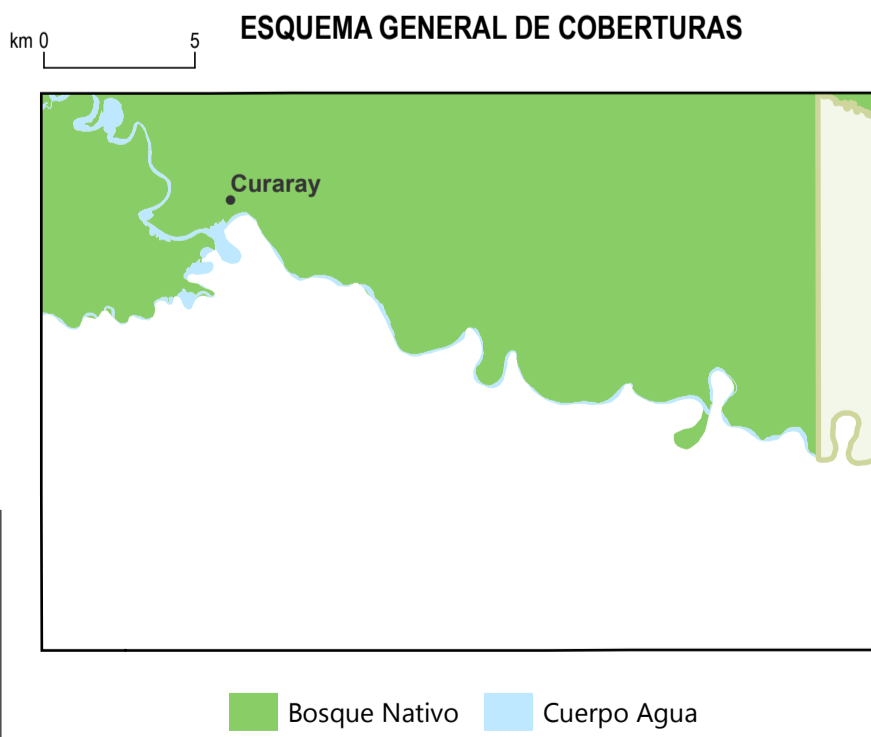 ESQUEMA GENERAL DE COBERTURAS
km 0 5
Curaray
Bosque Nativo Cuerpo Agua